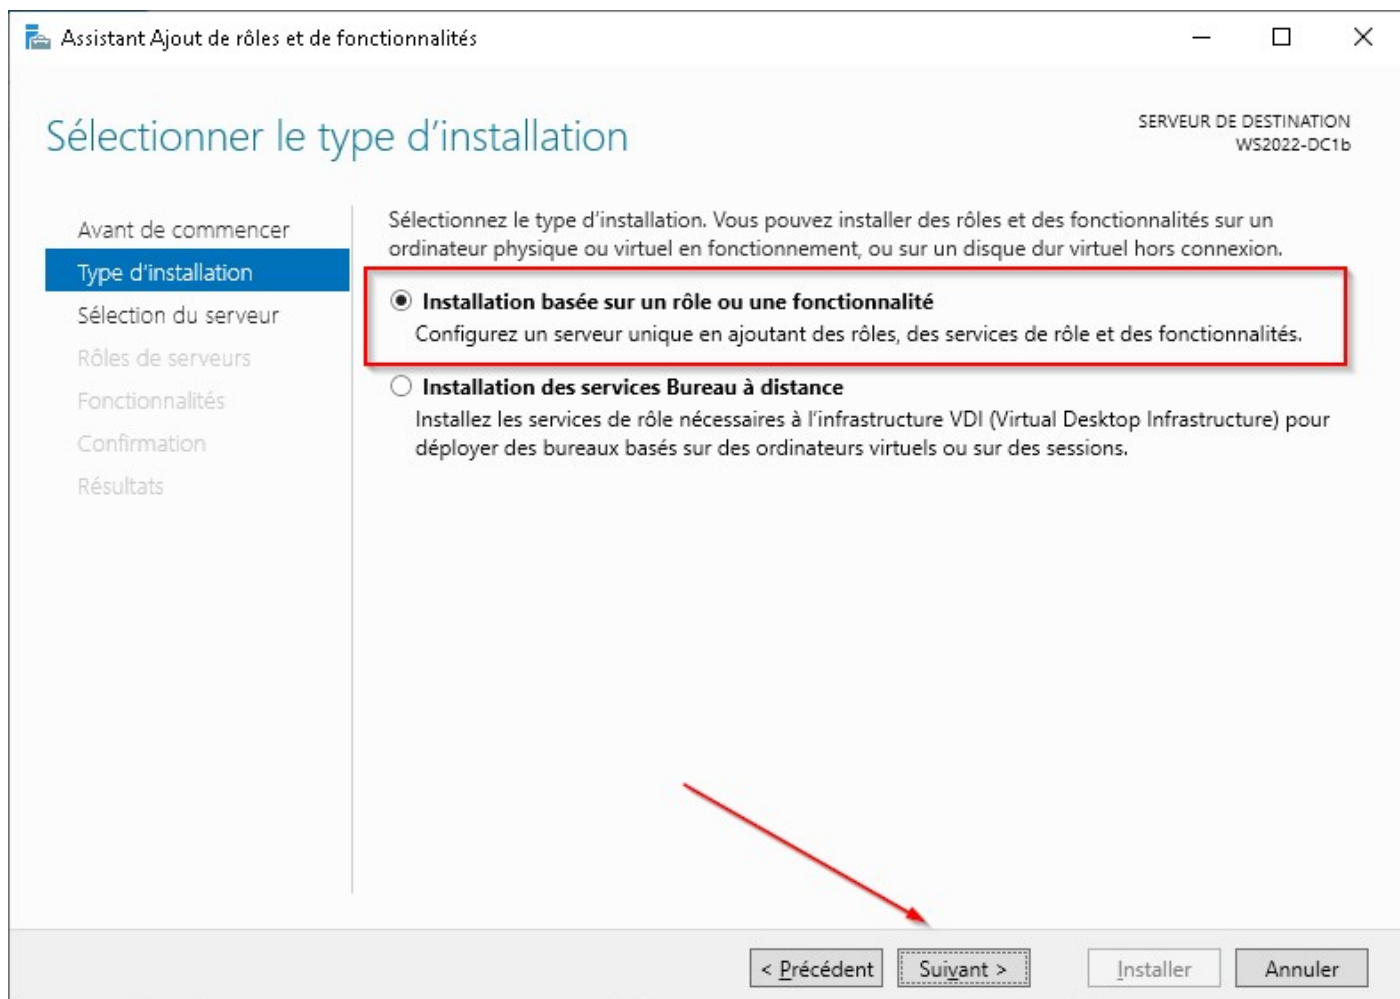 Assistant Ajout de rôles et de fonctionnalités
Sélectionner le type d'installation
SERVEUR DE DESTINATION
WS2022-DC1b
Avant de commencer
Type d'installation
Sélection du serveur
Rôles de serveurs
Fonctionnalités
Confirmation
Résultats
Sélectionnez le type d'installation. Vous pouvez installer des rôles et des fonctionnalités sur un
ordinateur physique ou virtuel en fonctionnement, ou sur un disque dur virtuel hors connexion.
Installation basée sur un rôle ou une fonctionnalité
Configurez un serveur unique en ajoutant des rôles, des services de rôle et des fonctionnalités.
Installation des services Bureau à distance
Installez les services de rôle nécessaires à l'infrastructure VDI (Virtual Desktop Infrastructure) pour
déployer des bureaux basés sur des ordinateurs virtuels ou sur des sessions.
< Précédent
Suivant >
Installer
Annuler